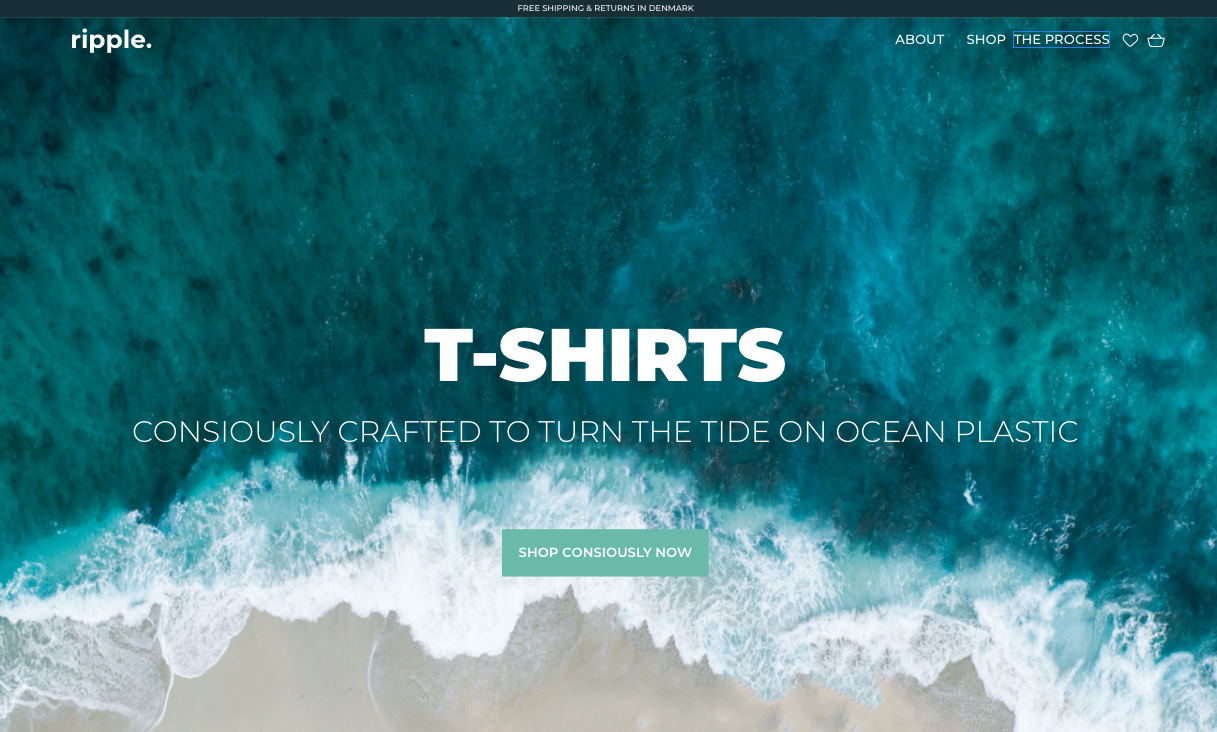 FREE SHIPPING & RETURNS IN DENMARK
ripple.
ABOUT SHOP THE PROCESS
T-SHIRTS
CONSIOUSLY CRAFTED TO TURN THE TIDE ON OCEAN PLASTIC
SHOP CONSIOUSLY NOW